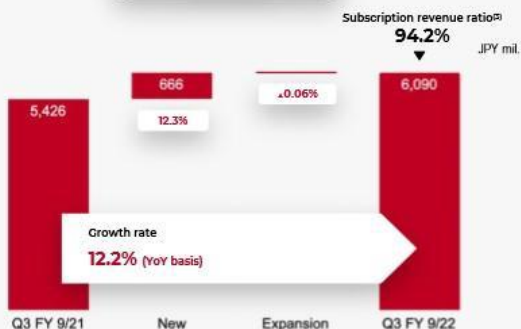 Subscription revenue ratio⁽³⁾
94.2%
▼
JPY mil.
5,426
666
12.3%
▲0.06%
6,090
Growth rate
12.2% (YoY basis)
Q3 FY 9/21
New
Expansion
Q3 FY 9/22